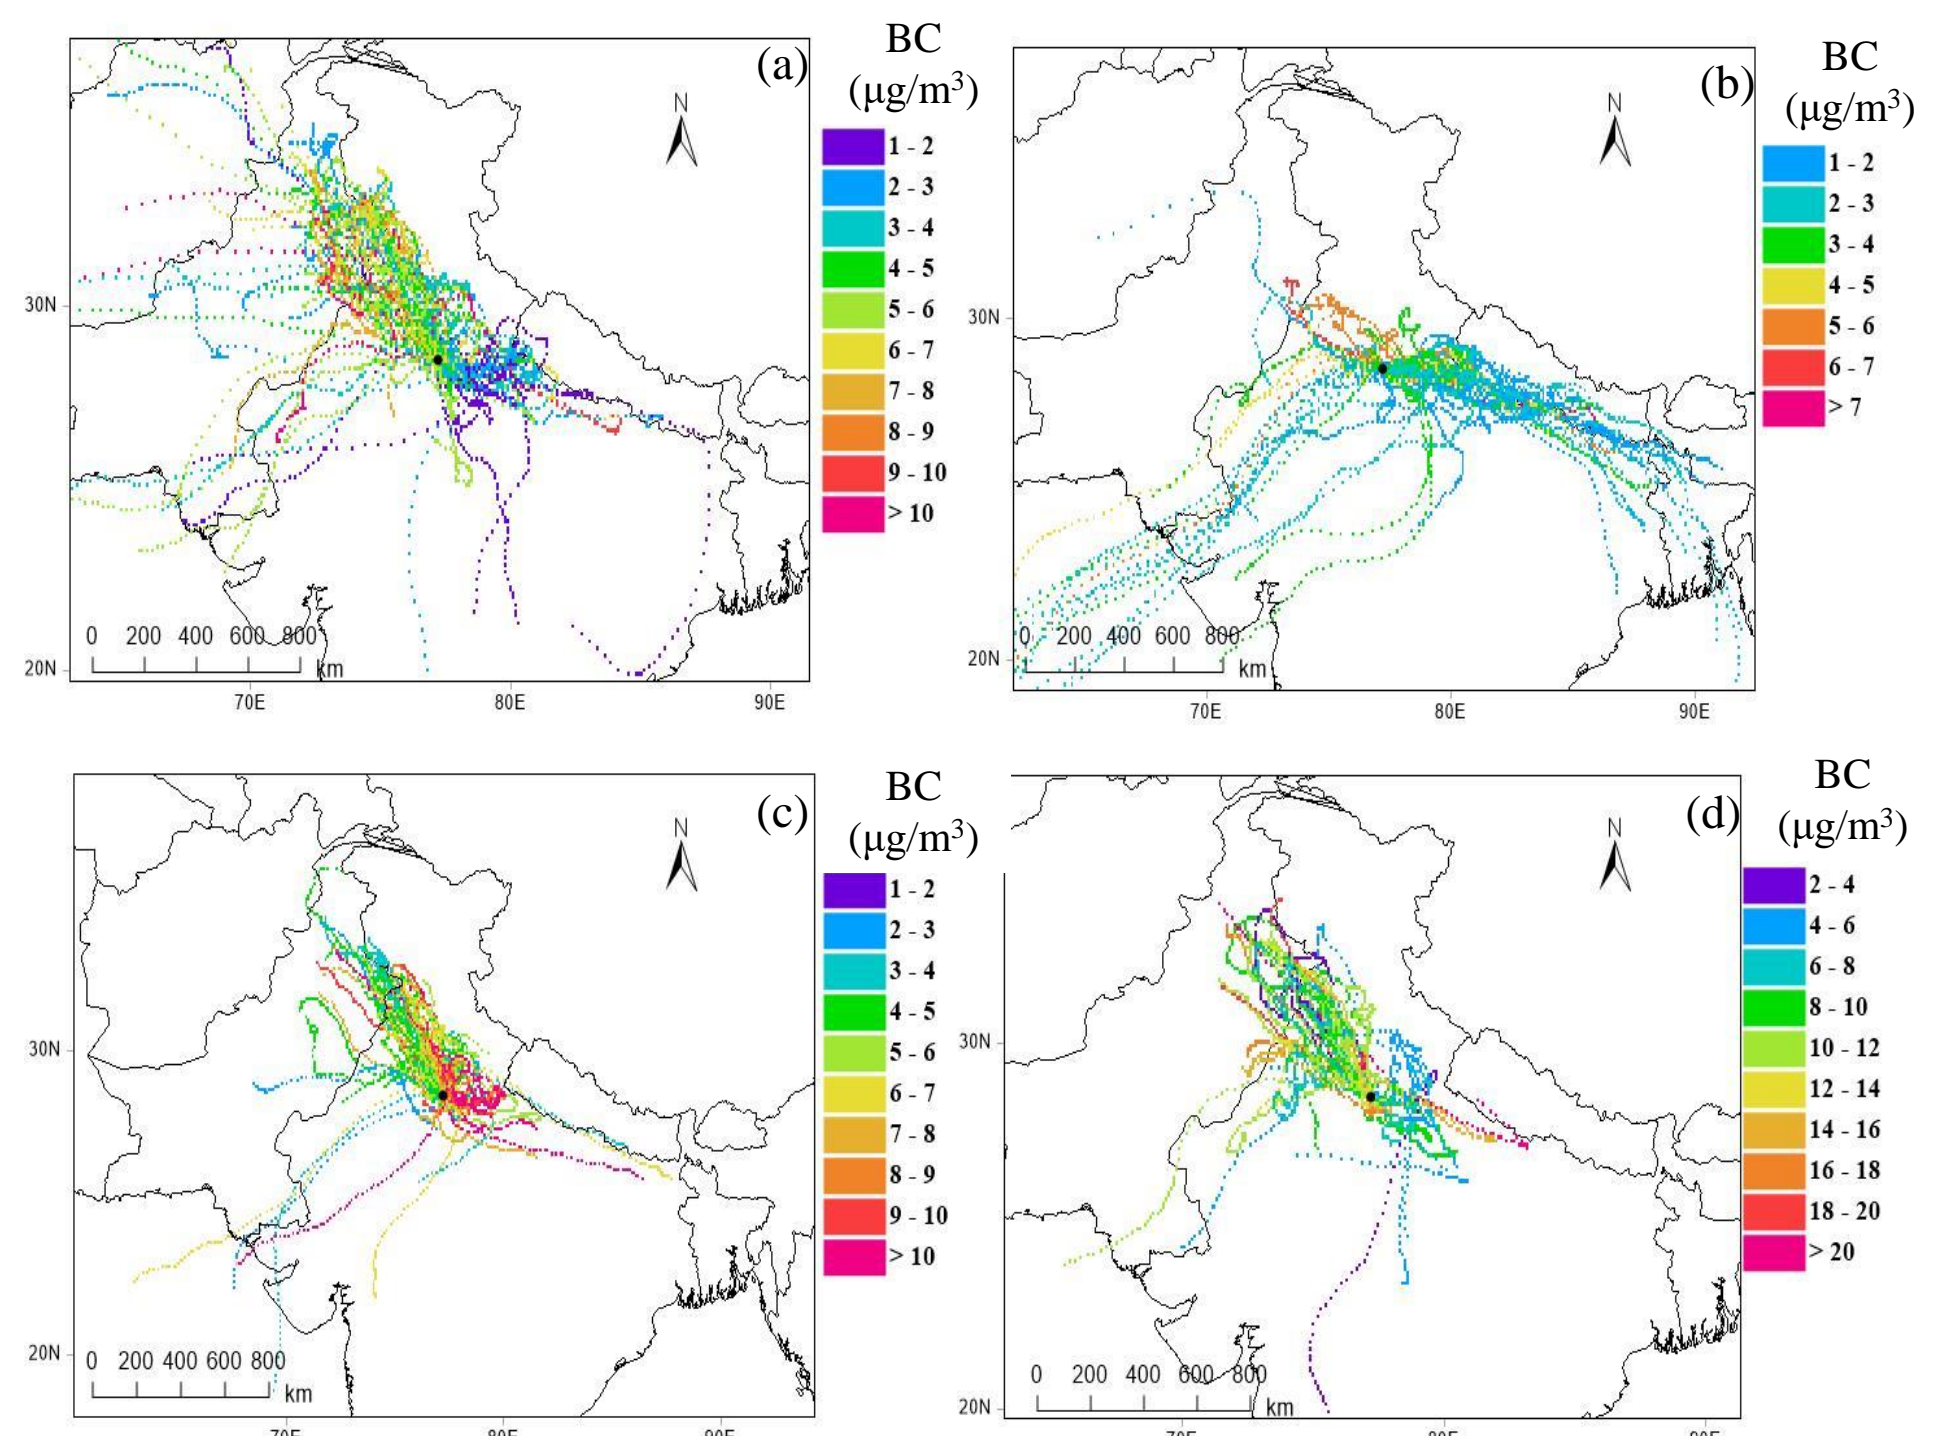 (a)
BC
(μg/m³)
N
1 - 2
2 - 3
3 - 4
4 - 5
5 - 6
6 - 7
7 - 8
8 - 9
9 - 10
> 10
30N
20N
0 200 400 600 800
km
70E 80E 90E
(b)
BC
(μg/m³)
N
1 - 2
2 - 3
3 - 4
4 - 5
5 - 6
6 - 7
> 7
30N
20N
0 200 400 600 800
km
70E 80E 90E
(c)
BC
(μg/m³)
N
1 - 2
2 - 3
3 - 4
4 - 5
5 - 6
6 - 7
7 - 8
8 - 9
9 - 10
> 10
30N
20N
0 200 400 600 800
km
70E 80E 90E
(d)
BC
(μg/m³)
N
2 - 4
4 - 6
6 - 8
8 - 10
10 - 12
12 - 14
14 - 16
16 - 18
18 - 20
> 20
30N
20N
0 200 400 600 800
km
70E 80E 90E